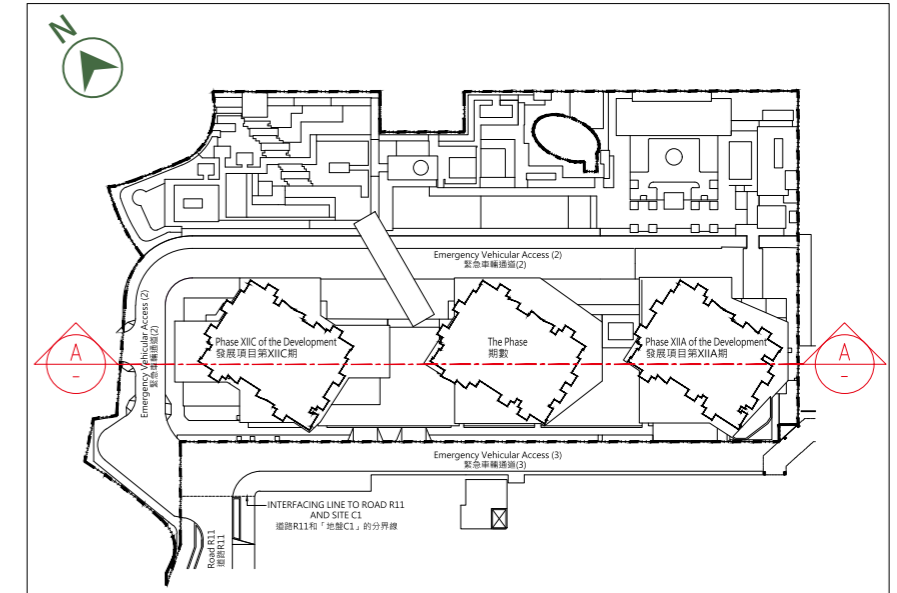 N
Emergency Vehicular Access (2)
緊急車輛通道(2)
Emergency Vehicular Access (2)
緊急車輛通道(2)
Phase XIIC of the Development
發展項目第XIIC期
The Phase
期數
Phase XIIA of the Development
發展項目第XIIA期
A
-
A
-
Emergency Vehicular Access (3)
緊急車輛通道(3)
INTERFACING LINE TO ROAD R11
AND SITE C1
道路R11和「地盤C1」的分界線
Road R11
道路R11